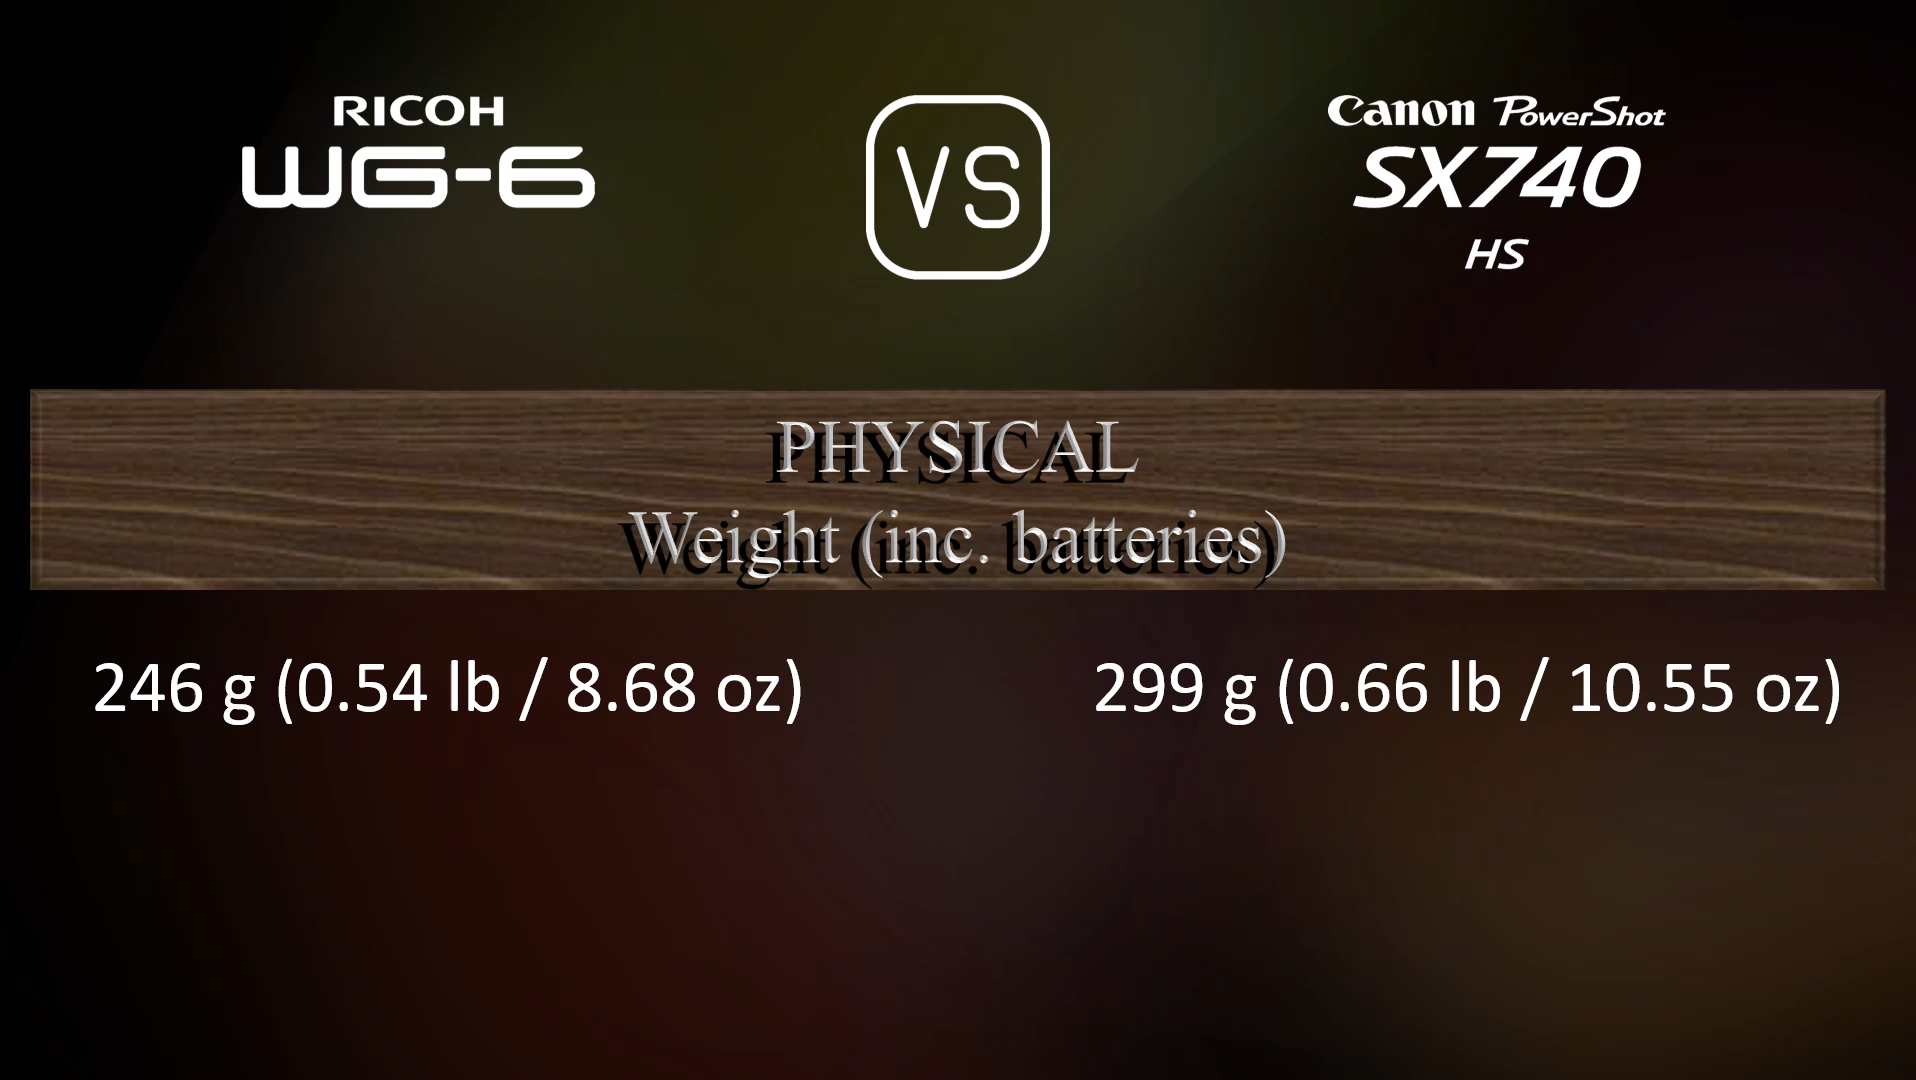 RICOH
WG-6
VS
Canon PowerShot
SX740
HS
PHYSICAL
Weight (inc. batteries)
246 g (0.54 lb / 8.68 oz)
299 g (0.66 lb / 10.55 oz)